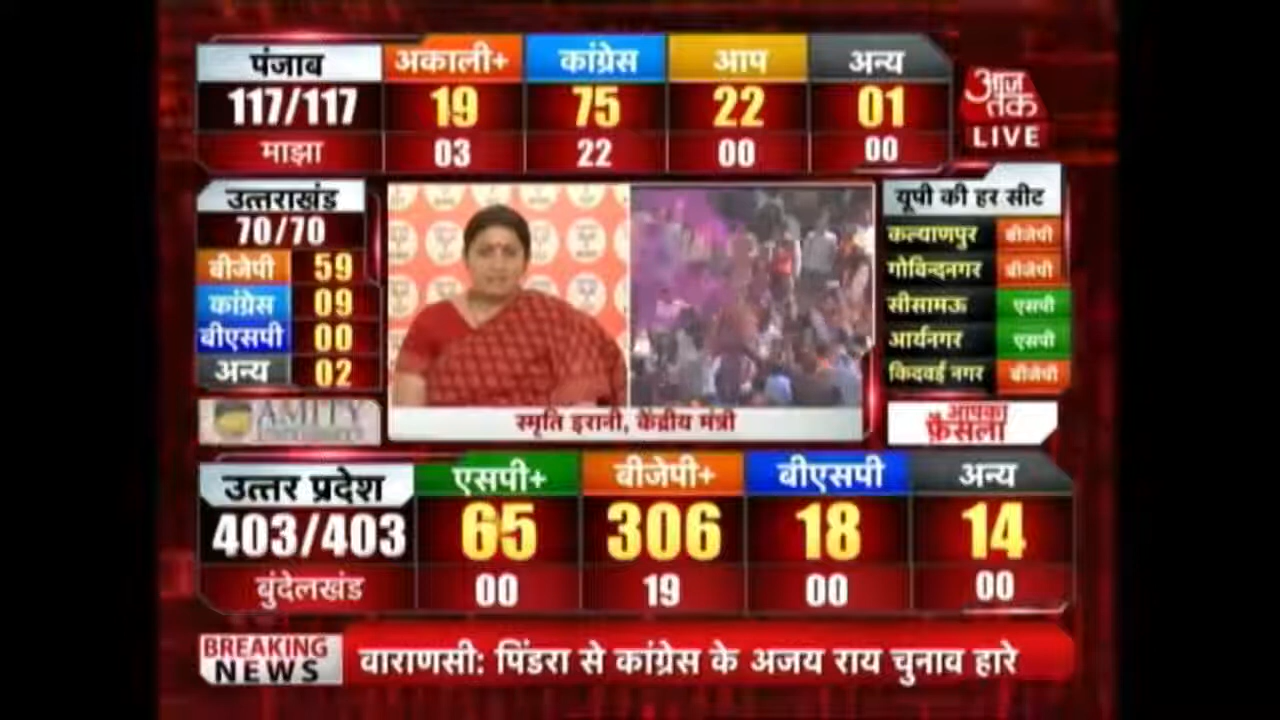 पंजाब अकाली+ कांग्रेस आप अन्य
117/117 19 75 22 01
माझा 03 22 00 00
आज तक
LIVE
उत्तराखंड
70/70
बीजेपी 59
कांग्रेस 09
बीएसपी 00
अन्य 02
AMITY
स्मृति इरानी, केंद्रीय मंत्री
यूपी की हर सीट
कल्याणपुर बीजेपी
गोविन्दनगर बीजेपी
सीसामऊ एसपी
आर्यनगर एसपी
किदवई नगर बीजेपी
आपका
फ़ैसला
उत्तर प्रदेश एसपी+ बीजेपी+ बीएसपी अन्य
403/403 65 306 18 14
बुंदेलखंड 00 19 00 00
BREAKING
NEWS
वाराणसी: पिंडरा से कांग्रेस के अजय राय चुनाव हारे